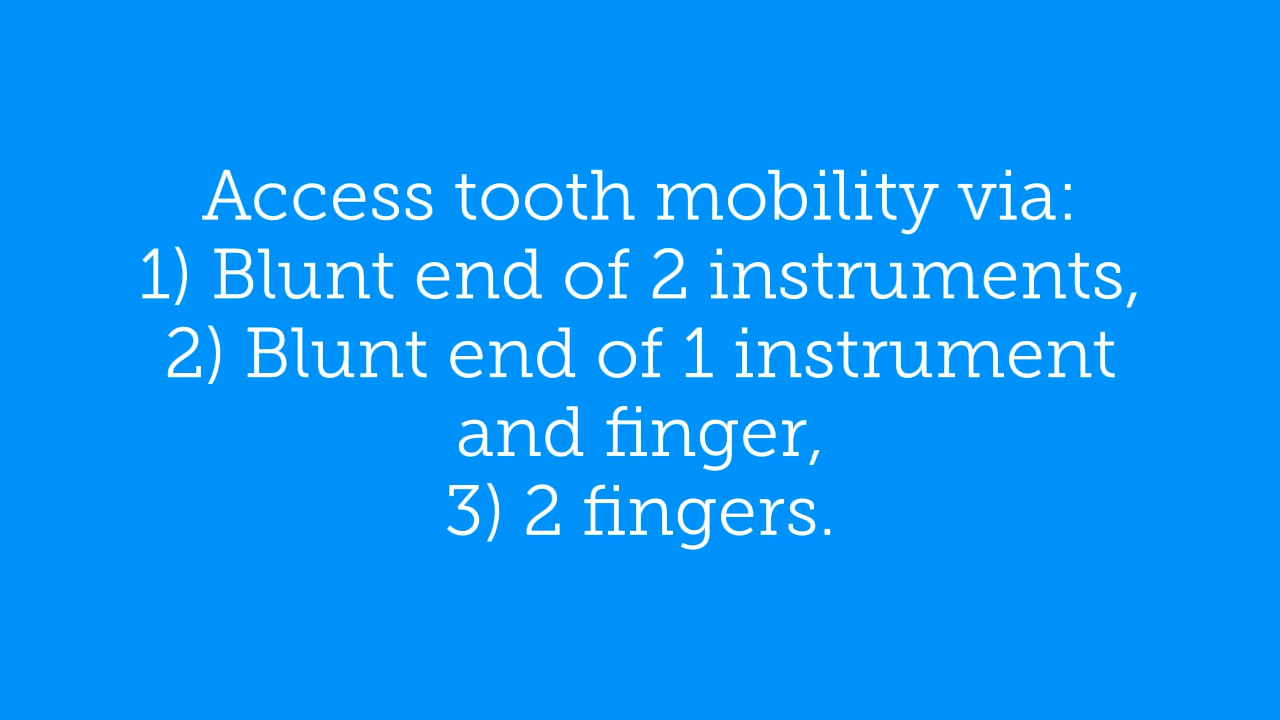 Access tooth mobility via:
1) Blunt end of 2 instruments,
2) Blunt end of 1 instrument
and finger,
3) 2 fingers.